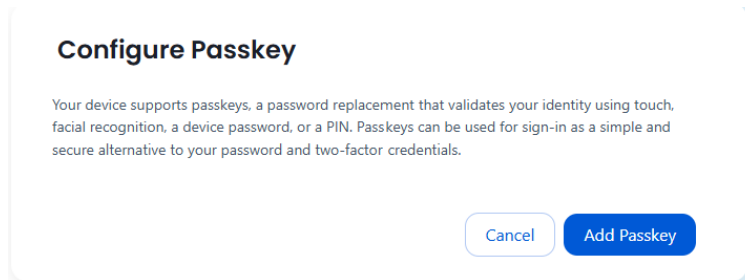 Configure Passkey
Your device supports passkeys, a password replacement that validates your identity using touch,
facial recognition, a device password, or a PIN. Passkeys can be used for sign-in as a simple and
secure alternative to your password and two-factor credentials.
Cancel
Add Passkey